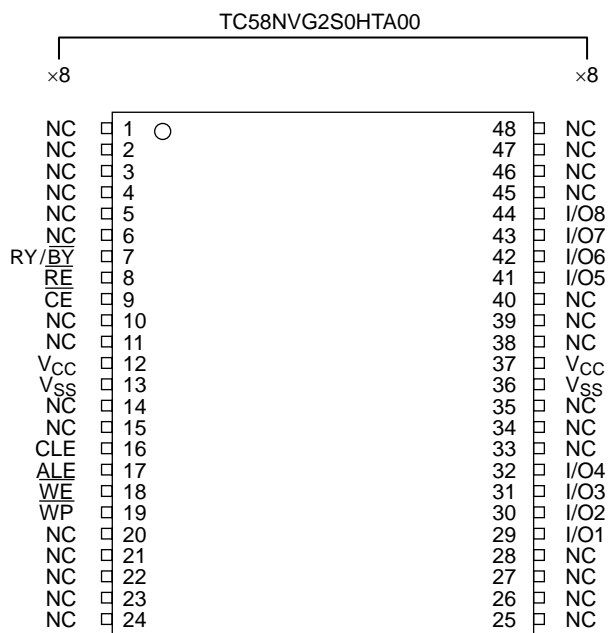 TC58NVG2S0HTA00
×8 ×8
NC 1 48 NC
NC 2 47 NC
NC 3 46 NC
NC 4 45 NC
NC 5 44 I/O8
NC 6 43 I/O7
RY/B̅Y̅ 7 42 I/O6
R̅E̅ 8 41 I/O5
C̅E̅ 9 40 NC
NC 10 39 NC
NC 11 38 NC
VCC 12 37 VCC
VSS 13 36 VSS
NC 14 35 NC
NC 15 34 NC
CLE 16 33 NC
ALE 17 32 I/O4
W̅E̅ 18 31 I/O3
W̅P̅ 19 30 I/O2
NC 20 29 I/O1
NC 21 28 NC
NC 22 27 NC
NC 23 26 NC
NC 24 25 NC